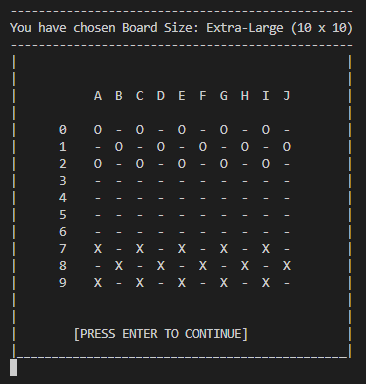 You have chosen Board Size: Extra-Large (10 x 10)
A B C D E F G H I J
0 O - O - O - O - O -
1 - O - O - O - O - O
2 O - O - O - O - O -
3 - - - - - - - - - -
4 - - - - - - - - - -
5 - - - - - - - - - -
6 - - - - - - - - - -
7 X - X - X - X - X -
8 - X - X - X - X - X
9 X - X - X - X - X -
[PRESS ENTER TO CONTINUE]